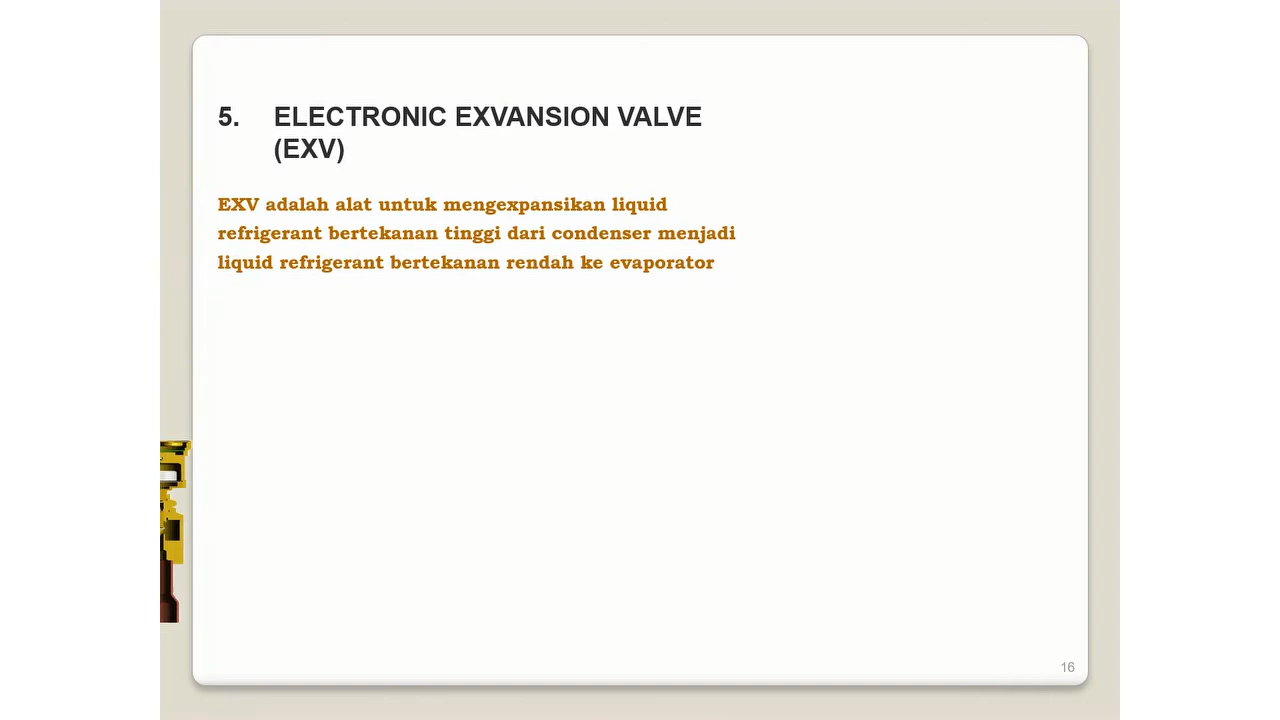 5. ELECTRONIC EXVANSION VALVE
(EXV)
EXV adalah alat untuk mengexpansikan liquid
refrigerant bertekanan tinggi dari condenser menjadi
liquid refrigerant bertekanan rendah ke evaporator
16